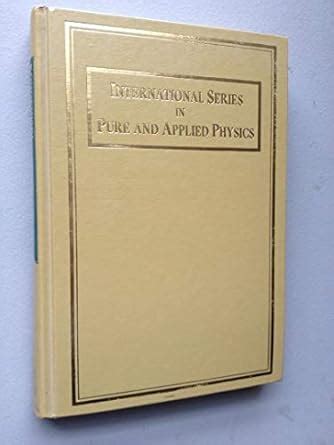 INTERNATIONAL SERIES
IN
PURE AND APPLIED PHYSICS